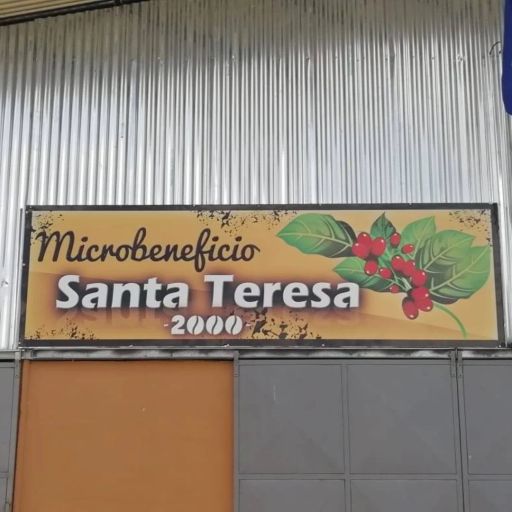 Microbeneficio
Santa Teresa
-2000-